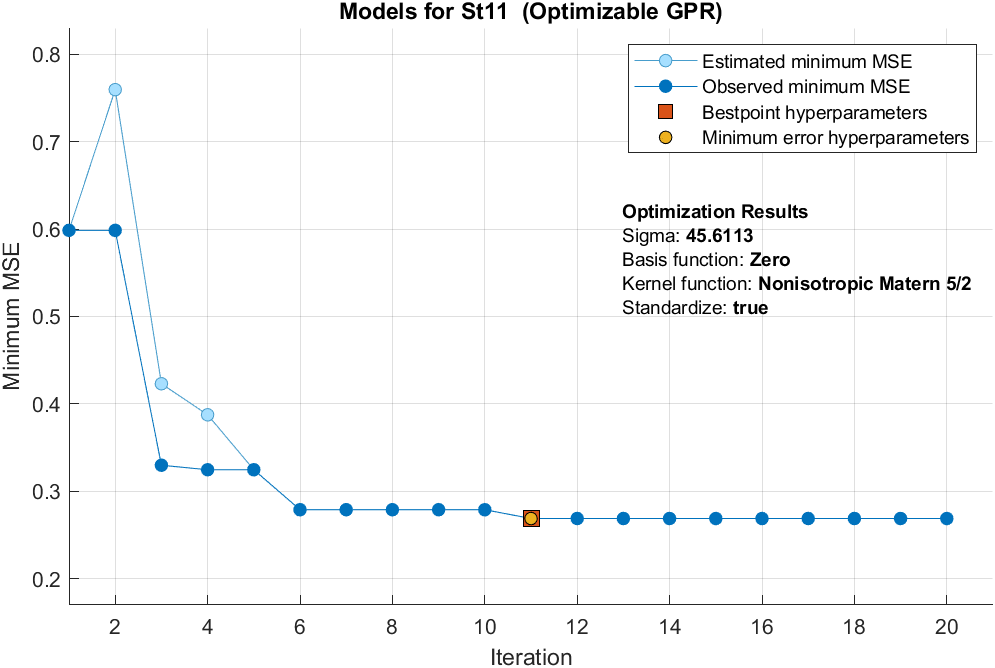 Models for St11 (Optimizable GPR)
0.8
0.7
0.6
0.5
0.4
0.3
0.2
Minimum MSE
Estimated minimum MSE
Observed minimum MSE
Bestpoint hyperparameters
Minimum error hyperparameters
Optimization Results
Sigma: 45.6113
Basis function: Zero
Kernel function: Nonisotropic Matern 5/2
Standardize: true
2 4 6 8 10 12 14 16 18 20
Iteration